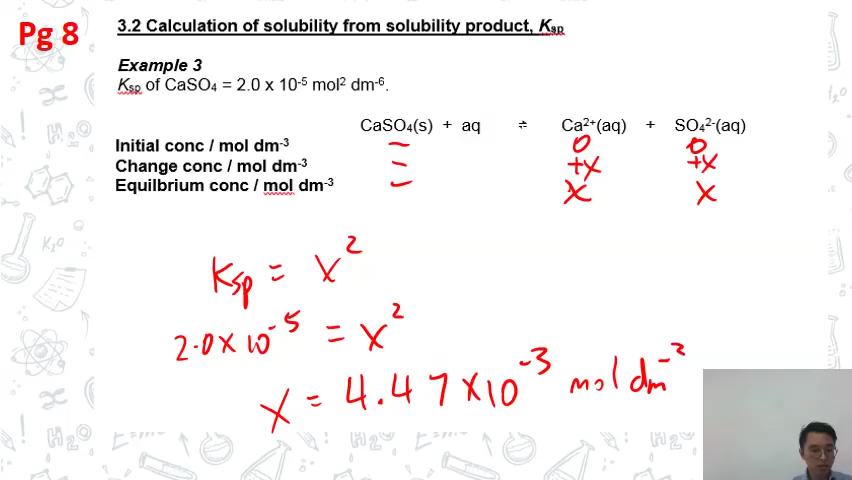 Pg 8
3.2 Calculation of solubility from solubility product, Ksp
Example 3
Ksp of CaSO4 = 2.0 x 10-5 mol2 dm-6.
CaSO4(s) + aq ⇌ Ca2+(aq) + SO42-(aq)
Initial conc / mol dm-3 – 0 0
Change conc / mol dm-3 – +x +x
Equilbrium conc / mol dm-3 – x x
Ksp = x2
2.0 x 10-5 = x2
x = 4.47 x 10-3 mol dm-3